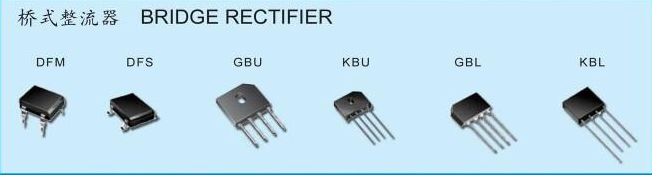 桥式整流器 BRIDGE RECTIFIER
DFM DFS GBU KBU GBL KBL